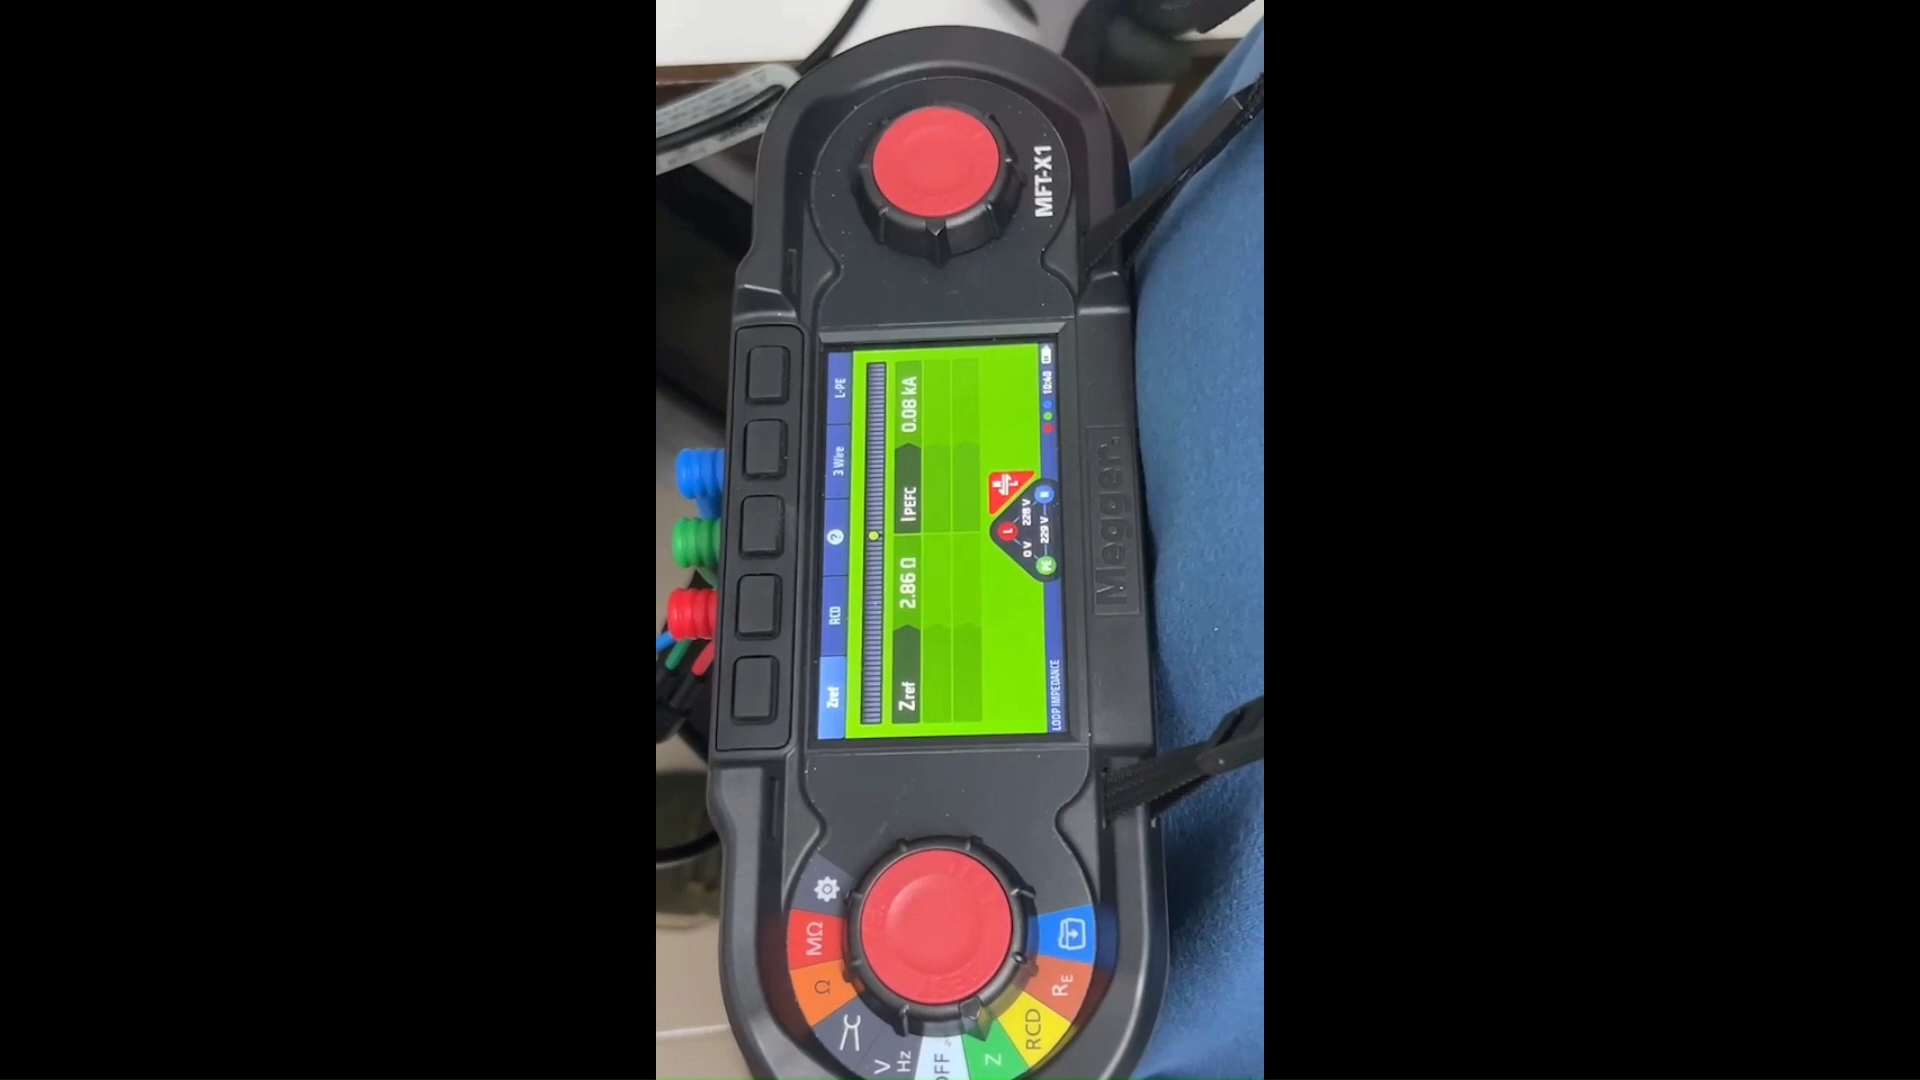 MFT-X1
Zref
RCD
?
3 Wire
L-PE
Zref 2.86 Ω IPEFC 0.08 kA
L
N
L
0 V 228 V
PE 229 V N
LOOP IMPEDANCE 10:40
Megger.
MΩ
Ω
V
Hz
OFF
Z
RCD
RE